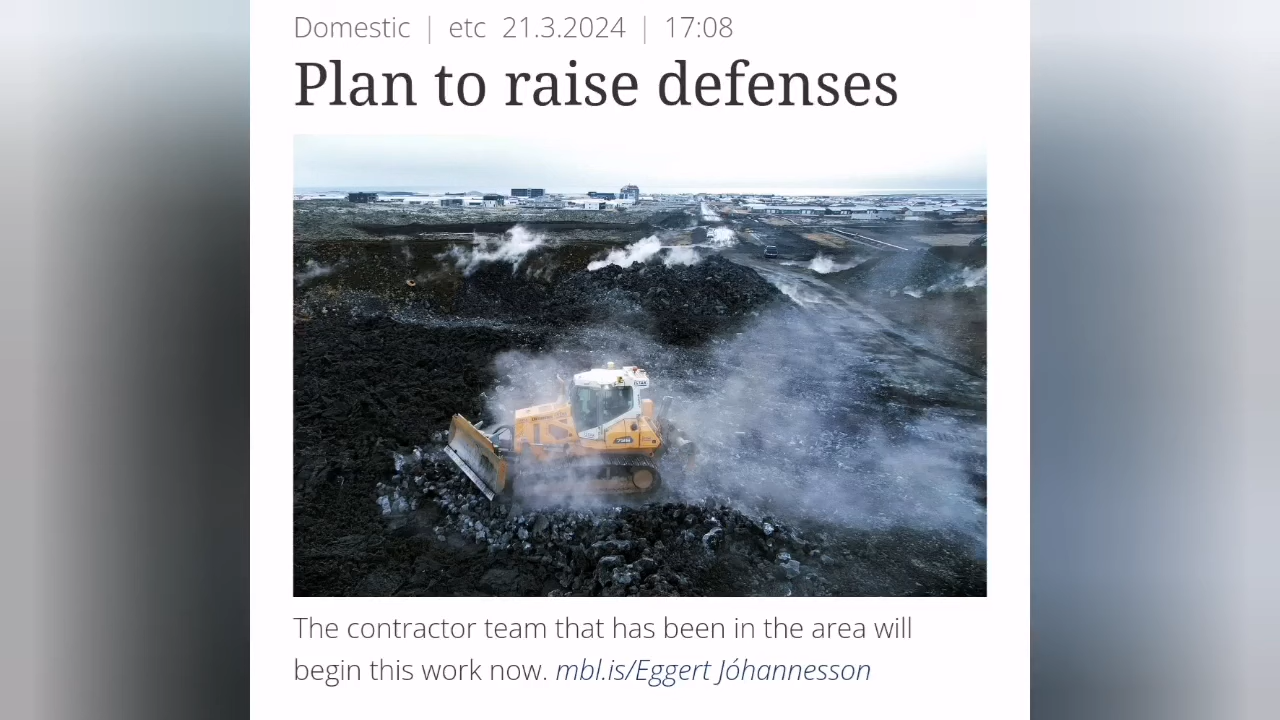 Domestic | etc 21.3.2024 | 17:08
Plan to raise defenses
The contractor team that has been in the area will
begin this work now. mbl.is/Eggert Jóhannesson